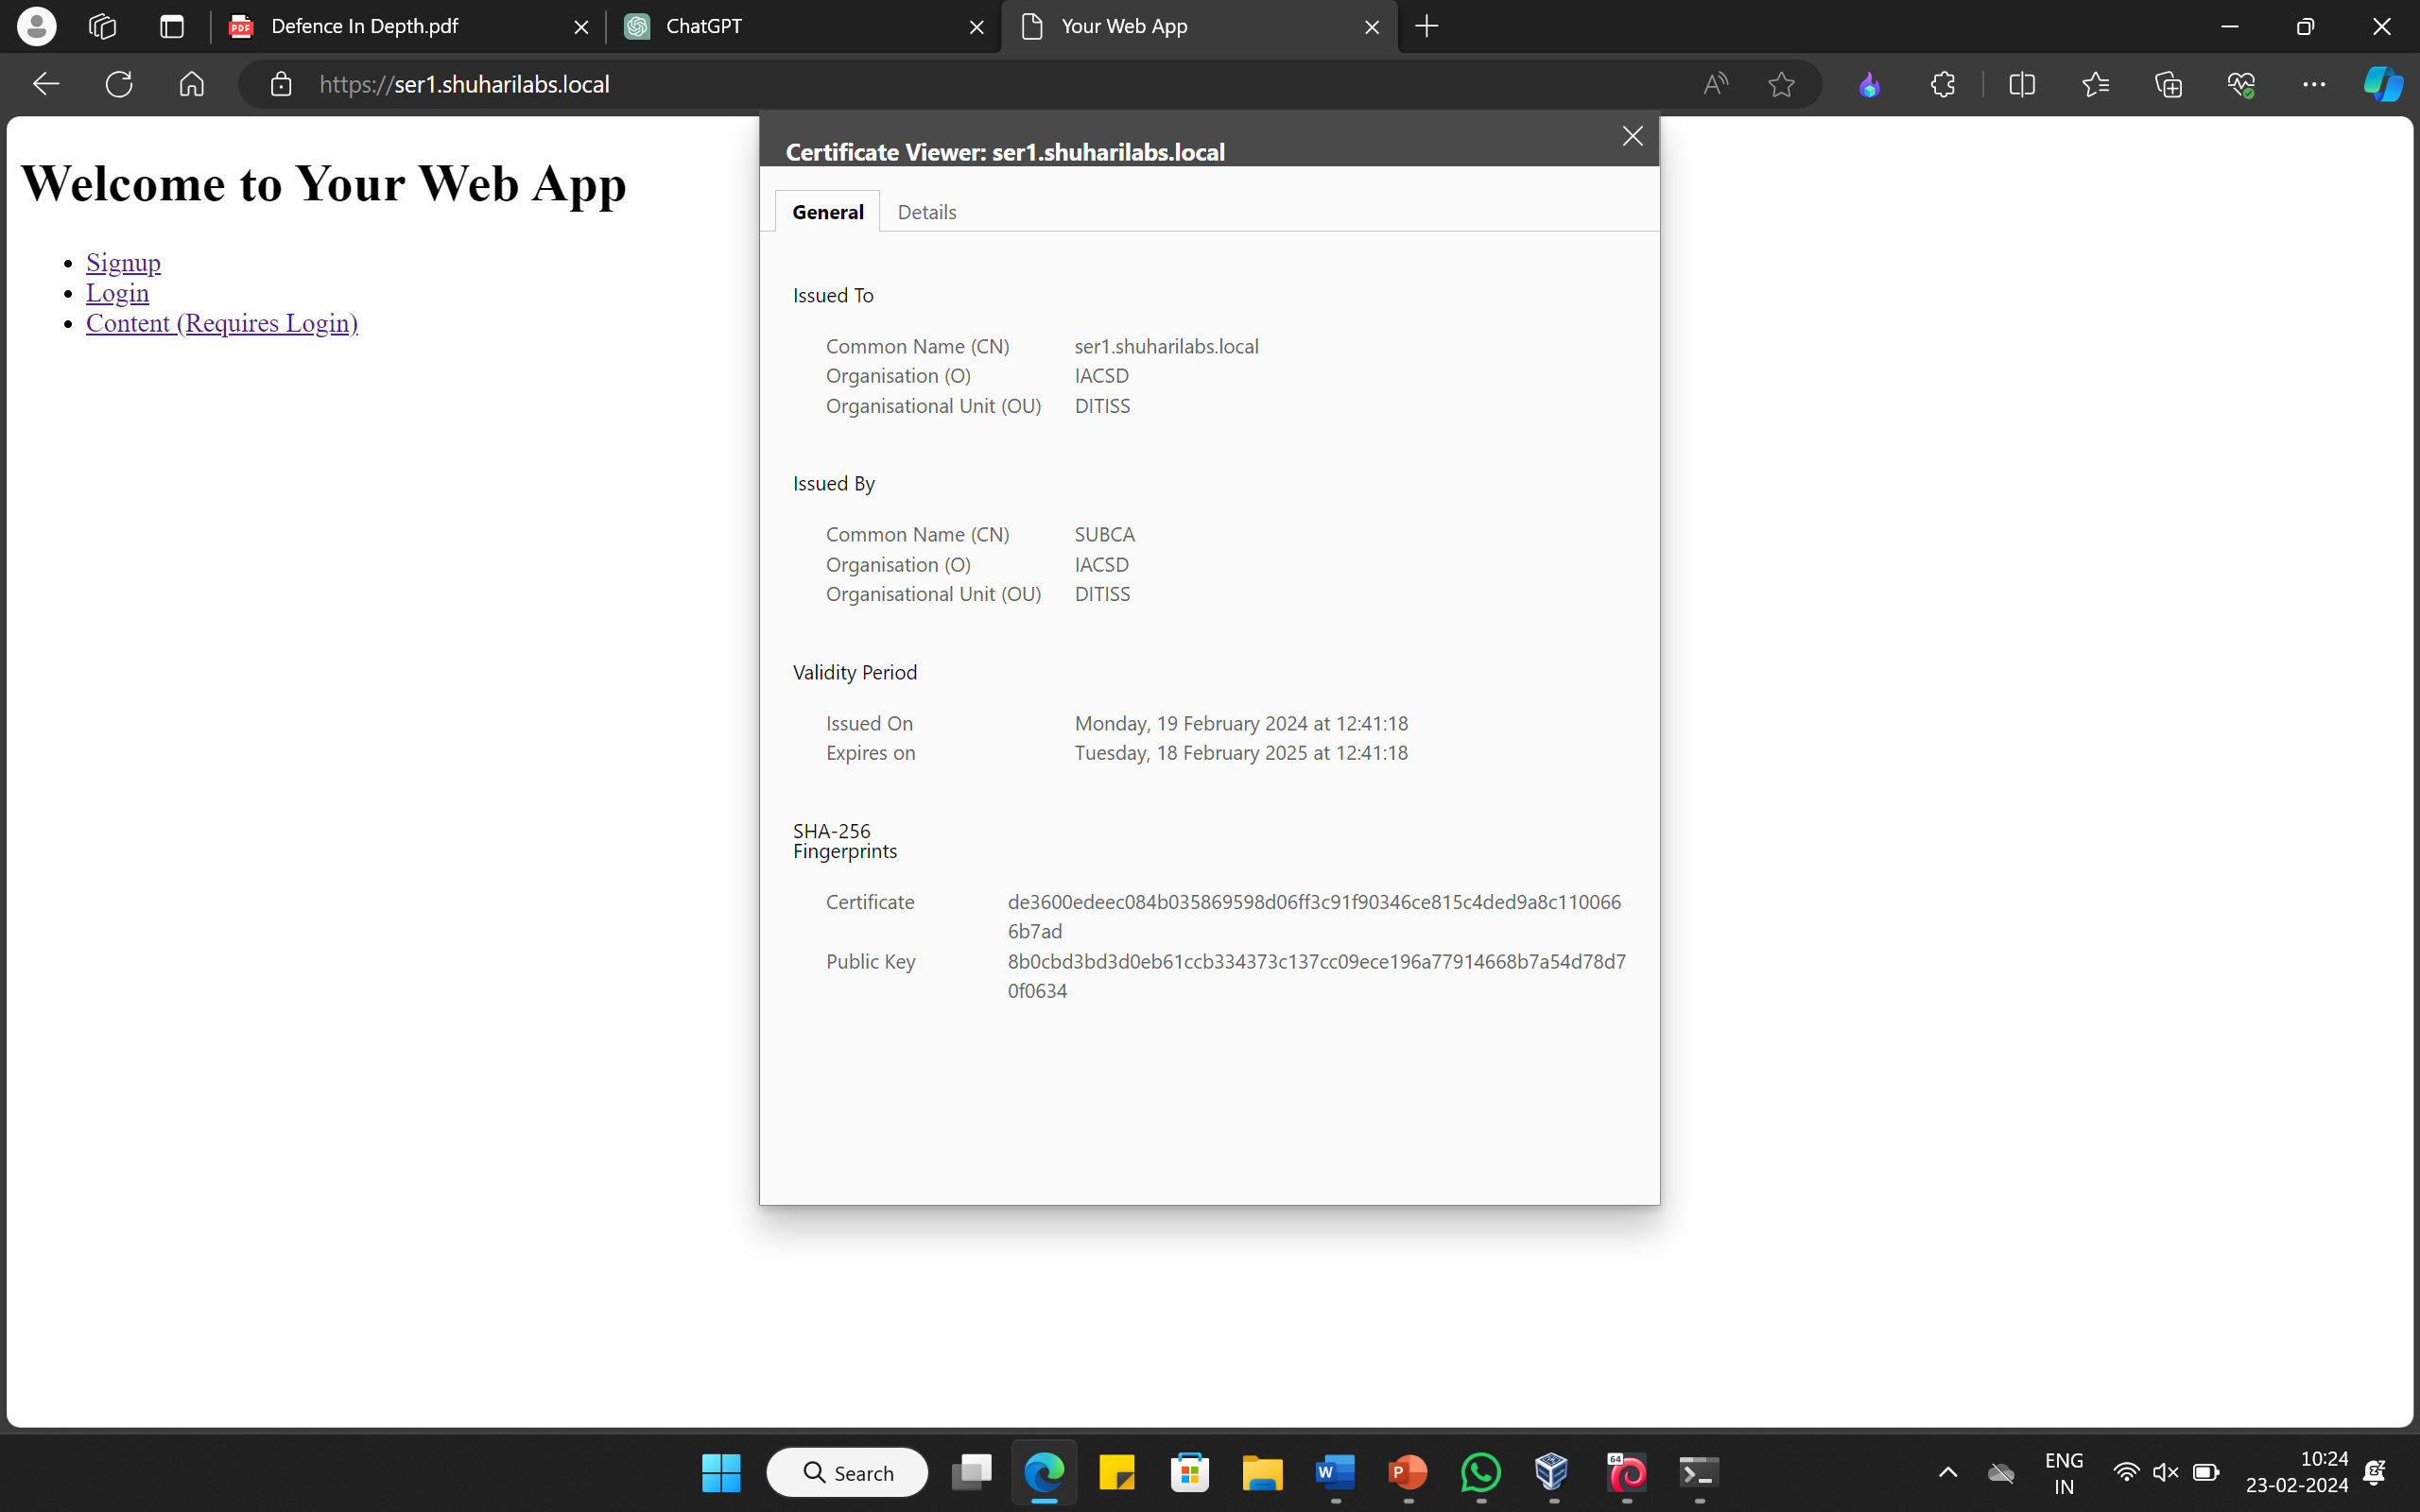 Defence In Depth.pdf
ChatGPT
Your Web App
https://ser1.shuharilabs.local
Welcome to Your Web App
Signup
Login
Content (Requires Login)
Certificate Viewer: ser1.shuharilabs.local
General Details
Issued To
Common Name (CN) ser1.shuharilabs.local
Organisation (O) IACSD
Organisational Unit (OU) DITISS
Issued By
Common Name (CN) SUBCA
Organisation (O) IACSD
Organisational Unit (OU) DITISS
Validity Period
Issued On Monday, 19 February 2024 at 12:41:18
Expires on Tuesday, 18 February 2025 at 12:41:18
SHA-256
Fingerprints
Certificate de3600edeec084b035869598d06ff3c91f90346ce815c4ded9a8c110066
6b7ad
Public Key 8b0cbd3bd3d0eb61ccb334373c137cc09ece196a77914668b7a54d78d7
0f0634
Search
ENG
IN
10:24
23-02-2024